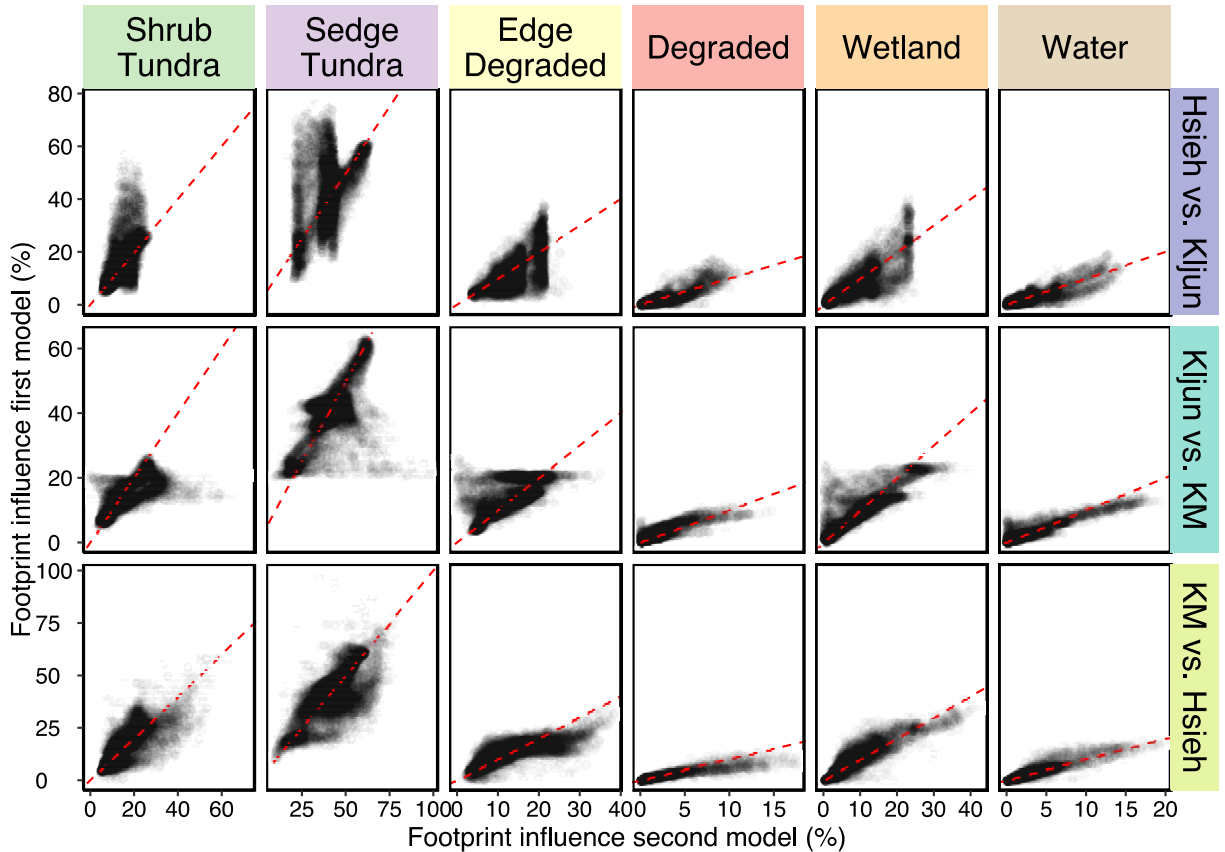 Shrub Tundra
Sedge Tundra
Edge Degraded
Degraded
Wetland
Water
Footprint influence first model (%)
80
60
40
20
0
Hsieh vs. Kljun
60
40
20
0
Kljun vs. KM
100
75
50
25
0
KM vs. Hsieh
0 20 40 60
25 50 75 100
0 10 20 30 40
0 5 10 15
0 10 20 30 40
0 5 10 15 20
Footprint influence second model (%)